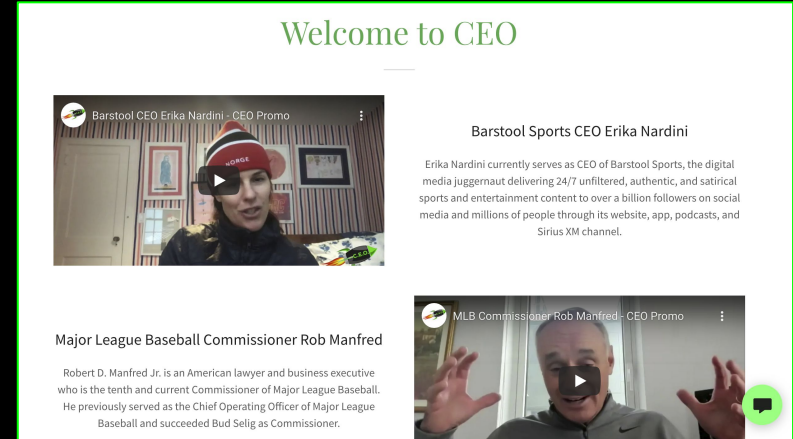 Welcome to CEO
Barstool CEO Erika Nardini - CEO Promo
NORGE
C.E.O
Barstool Sports CEO Erika Nardini
Erika Nardini currently serves as CEO of Barstool Sports, the digital
media juggernaut delivering 24/7 unfiltered, authentic, and satirical
sports and entertainment content to over a billion followers on social
media and millions of people through its website, app, podcasts, and
Sirius XM channel.
Major League Baseball Commissioner Rob Manfred
Robert D. Manfred Jr. is an American lawyer and business executive
who is the tenth and current Commissioner of Major League Baseball.
He previously served as the Chief Operating Officer of Major League
Baseball and succeeded Bud Selig as Commissioner.
MLB Commissioner Rob Manfred - CEO Promo